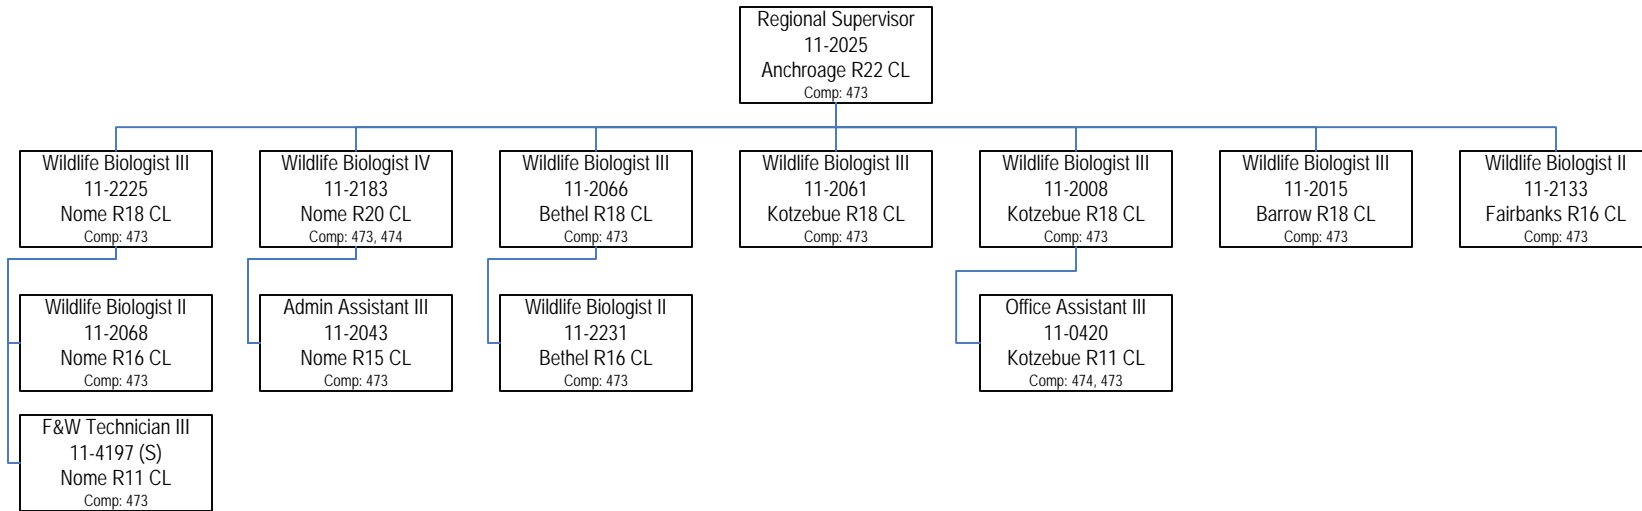 Regional Supervisor
11-2025
Anchroage R22 CL
Comp: 473
Wildlife Biologist III
11-2225
Nome R18 CL
Comp: 473
Wildlife Biologist IV
11-2183
Nome R20 CL
Comp: 473, 474
Wildlife Biologist III
11-2066
Bethel R18 CL
Comp: 473
Wildlife Biologist III
11-2061
Kotzebue R18 CL
Comp: 473
Wildlife Biologist III
11-2008
Kotzebue R18 CL
Comp: 473
Wildlife Biologist III
11-2015
Barrow R18 CL
Comp: 473
Wildlife Biologist II
11-2133
Fairbanks R16 CL
Comp: 473
Wildlife Biologist II
11-2068
Nome R16 CL
Comp: 473
Admin Assistant III
11-2043
Nome R15 CL
Comp: 473
Wildlife Biologist II
11-2231
Bethel R16 CL
Comp: 473
Office Assistant III
11-0420
Kotzebue R11 CL
Comp: 474, 473
F&W Technician III
11-4197 (S)
Nome R11 CL
Comp: 473